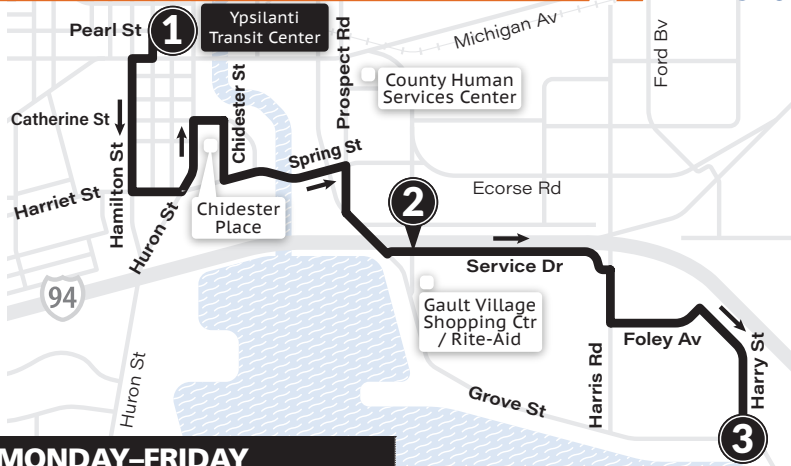 Pearl St
1
Ypsilanti
Transit Center
Prospect Rd
Michigan Av
Ford Bv
County Human
Services Center
Chidester St
Catherine St
Hamilton St
Spring St
Harriet St
Huron St
Chidester
Place
2
Ecorse Rd
Service Dr
94
Gault Village
Shopping Ctr
/ Rite-Aid
Foley Av
Harris Rd
Harry St
Huron St
Grove St
3
MONDAY–FRIDAY